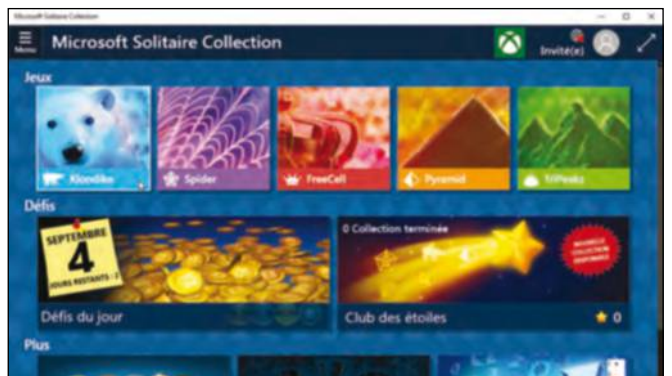 Microsoft Solitaire Collection
Menu
Microsoft Solitaire Collection
Invité(e)
Jeux
Klondike
Spider
FreeCell
Pyramid
TriPeaks
Défis
SEPTEMBRE
4
JOURS RESTANTS : 2
Défis du jour
0 Collection terminée
NOUVELLE
COLLECTION
DISPONIBLE
Club des étoiles
0
Plus